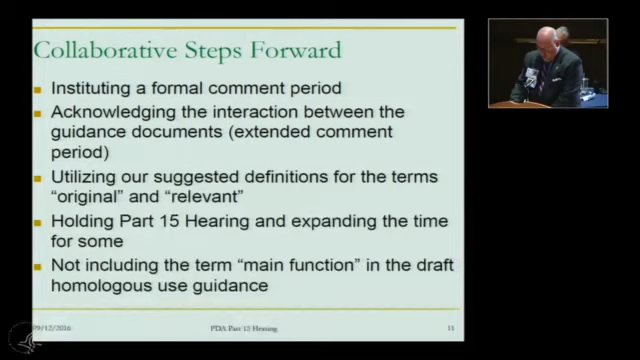 Collaborative Steps Forward
Instituting a formal comment period
Acknowledging the interaction between the
guidance documents (extended comment
period)
Utilizing our suggested definitions for the terms
"original" and "relevant"
Holding Part 15 Hearing and expanding the time
for some
Not including the term "main function" in the draft
homologous use guidance
09/12/2016
FDA Part 15 Hearing
11